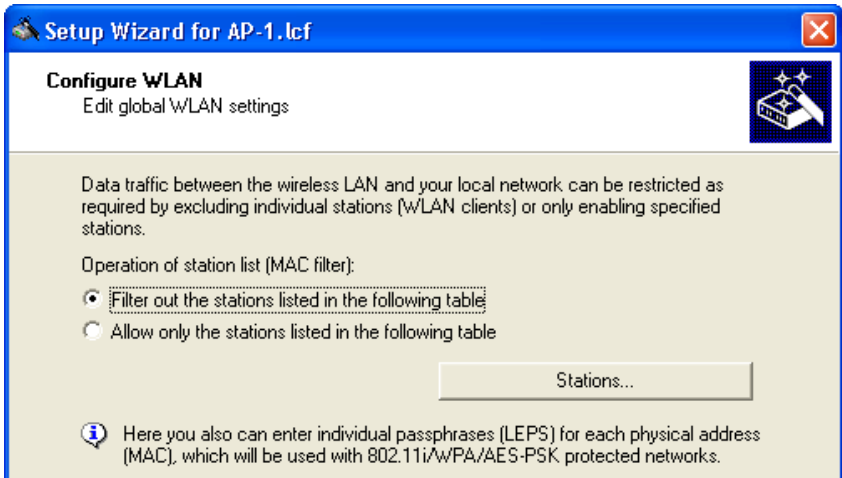 Setup Wizard for AP-1.lcf
Configure WLAN
Edit global WLAN settings
Data traffic between the wireless LAN and your local network can be restricted as
required by excluding individual stations (WLAN clients) or only enabling specified
stations.
Operation of station list (MAC filter):
Filter out the stations listed in the following table
Allow only the stations listed in the following table
Stations...
Here you also can enter individual passphrases (LEPS) for each physical address
(MAC), which will be used with 802.11i/WPA/AES-PSK protected networks.